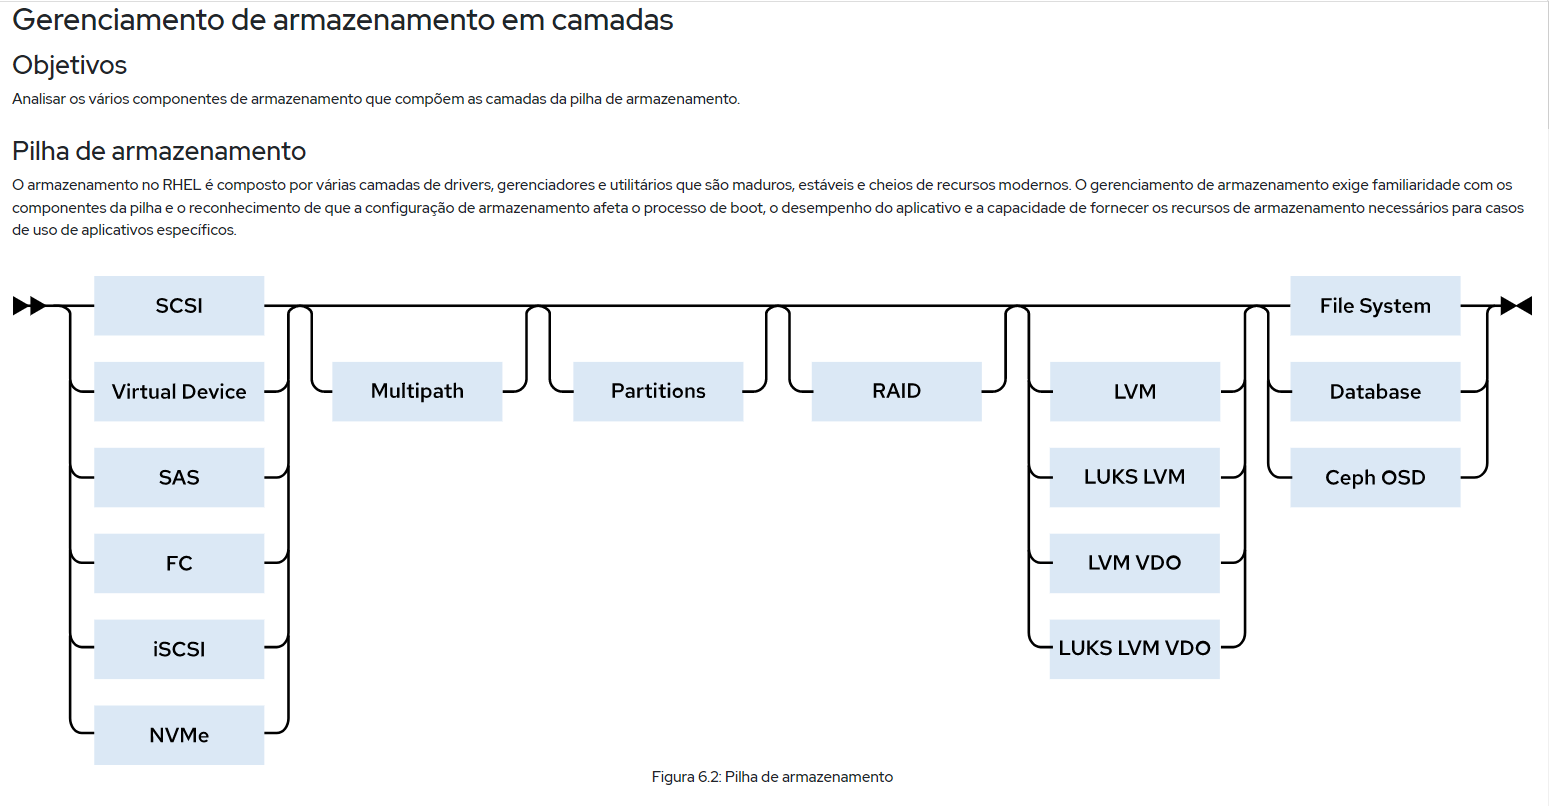 Gerenciamento de armazenamento em camadas
Objetivos
Analisar os vários componentes de armazenamento que compõem as camadas da pilha de armazenamento.
Pilha de armazenamento
O armazenamento no RHEL é composto por várias camadas de drivers, gerenciadores e utilitários que são maduros, estáveis e cheios de recursos modernos. O gerenciamento de armazenamento exige familiaridade com os
componentes da pilha e o reconhecimento de que a configuração de armazenamento afeta o processo de boot, o desempenho do aplicativo e a capacidade de fornecer os recursos de armazenamento necessários para casos
de uso de aplicativos específicos.
SCSI
Virtual Device
SAS
FC
iSCSI
NVMe
Multipath
Partitions
RAID
LVM
LUKS LVM
LVM VDO
LUKS LVM VDO
File System
Database
Ceph OSD
Figura 6.2: Pilha de armazenamento